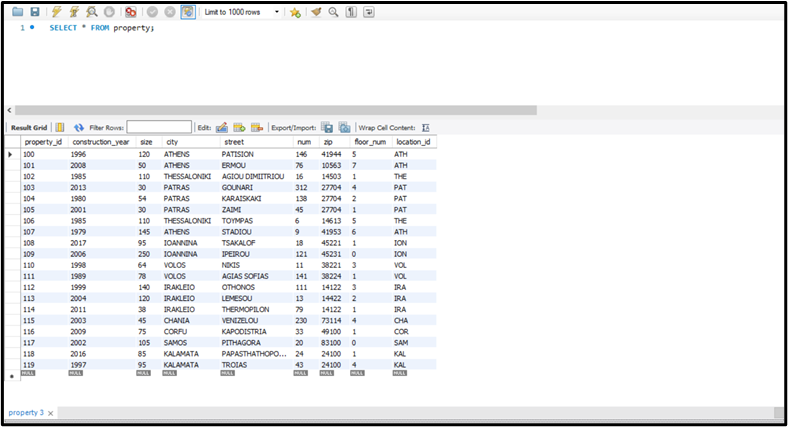 Limit to 1000 rows
1 SELECT * FROM property;
Result Grid Filter Rows: Edit: Export/Import: Wrap Cell Content:
property_id construction_year size city street num zip floor_num location_id
100 1996 120 ATHENS PATISION 146 41944 5 ATH
101 2008 50 ATHENS ERMOU 76 10563 7 ATH
102 1985 110 THESSALONIKI AGIOU DIMIITRIOU 16 14503 1 THE
103 2013 30 PATRAS GOUNARI 312 27704 4 PAT
104 1980 54 PATRAS KARAISKAKI 138 27704 2 PAT
105 2001 30 PATRAS ZAIMI 45 27704 1 PAT
106 1985 110 THESSALONIKI TOYMPAS 6 14613 5 THE
107 1979 145 ATHENS STADIOU 9 41953 6 ATH
108 2017 95 IOANNINA TSAKALOF 18 45221 1 ION
109 2006 250 IOANNINA IPEIROU 121 45231 0 ION
110 1998 64 VOLOS NIKIS 11 38221 3 VOL
111 1989 78 VOLOS AGIAS SOFIAS 141 38224 1 VOL
112 1999 140 IRAKLEIO OTHONOS 111 14122 3 IRA
113 2004 120 IRAKLEIO LEMESOU 13 14422 2 IRA
114 2011 38 IRAKLEIO THERMOPILON 79 14122 1 IRA
115 2003 45 CHANIA VENIZELOU 230 73114 4 CHA
116 2009 75 CORFU KAPODISTRIA 33 49100 1 COR
117 2002 105 SAMOS PITHAGORA 20 83100 0 SAM
118 2016 85 KALAMATA PAPASTHATHOPO... 24 24100 1 KAL
119 1997 95 KALAMATA TROIAS 43 24100 4 KAL
NULL NULL NULL NULL NULL NULL NULL NULL NULL
property 3